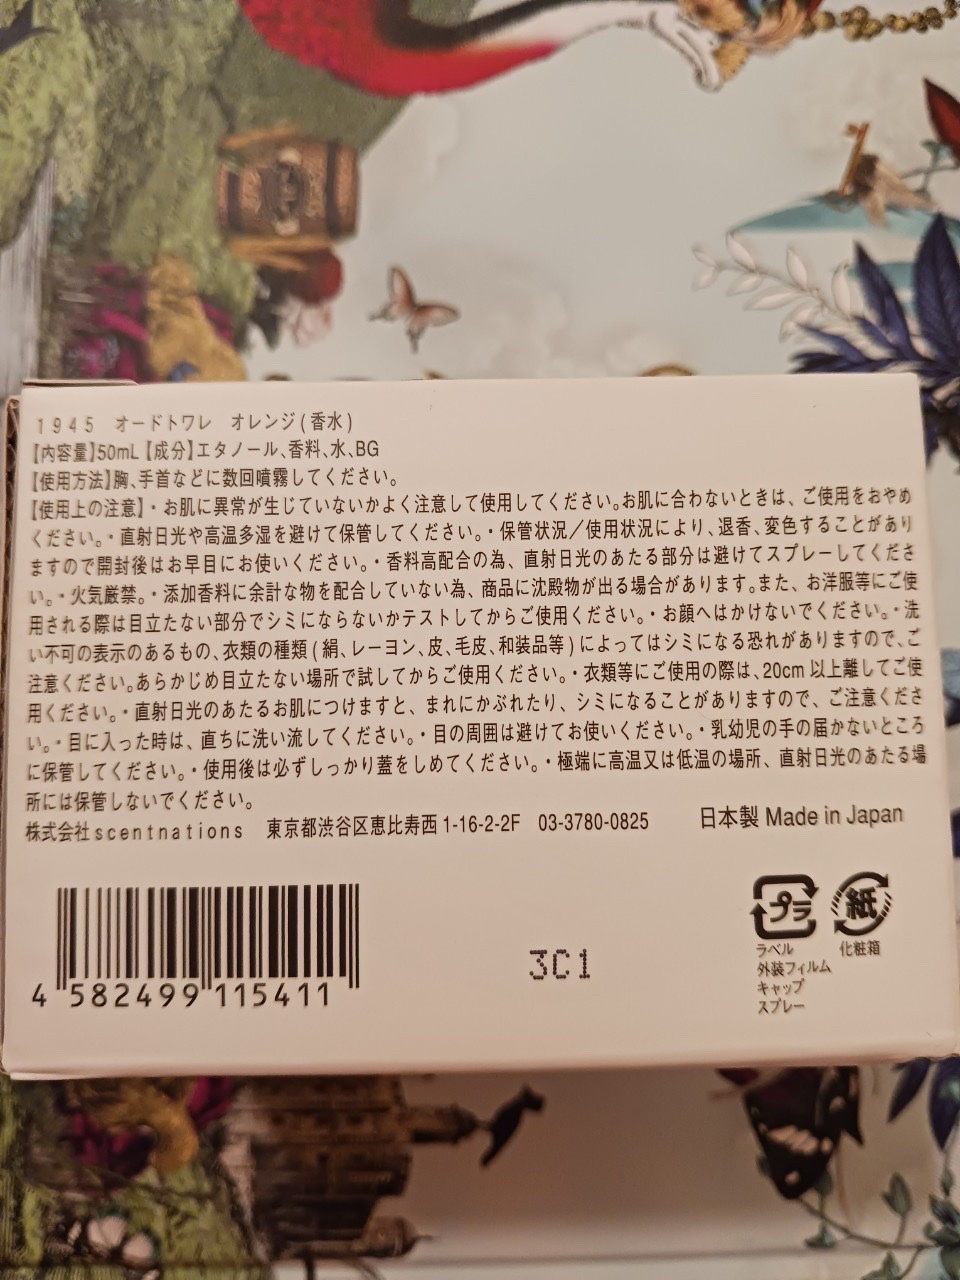 1945 オードトワレ オレンジ(香水)
【内容量】50mL【成分】エタノール、香料、水、BG
【使用方法】胸、手首などに数回噴霧してください。
【使用上の注意】・お肌に異常が生じていないかよく注意して使用してください。お肌に合わないときは、ご使用をおやめ
ください。・直射日光や高温多湿を避けて保管してください。・保管状況／使用状況により、退香、変色することがあり
ますので開封後はお早目にお使いください。・香料高配合の為、直射日光のあたる部分は避けてスプレーしてくださ
い。・火気厳禁。・添加香料に余計な物を配合していない為、商品に沈殿物が出る場合があります。また、お洋服等にご使
用される際は目立たない部分でシミにならないかテストしてからご使用ください。・お顔へはかけないでください。・洗
い不可の表示のあるもの、衣類の種類(絹、レーヨン、皮、毛皮、和装品等)によってはシミになる恐れがありますので、ご
注意ください。あらかじめ目立たない場所で試してからご使用ください。・衣類等にご使用の際は、20cm以上離してご使
用ください。・直射日光のあたるお肌につけますと、まれにかぶれたり、シミになることがありますので、ご注意くださ
い。・目に入った時は、直ちに洗い流してください。・目の周囲は避けてお使いください。・乳幼児の手の届かないところ
に保管してください。・使用後は必ずしっかり蓋をしめてください。・極端に高温又は低温の場所、直射日光のあたる場
所には保管しないでください。
株式会社scentnations 東京都渋谷区恵比寿西1-16-2-2F 03-3780-0825 日本製 Made in Japan
プラ 紙
ラベル 化粧箱
外装フィルム
キャップ
スプレー
3C1
4 582499 115411